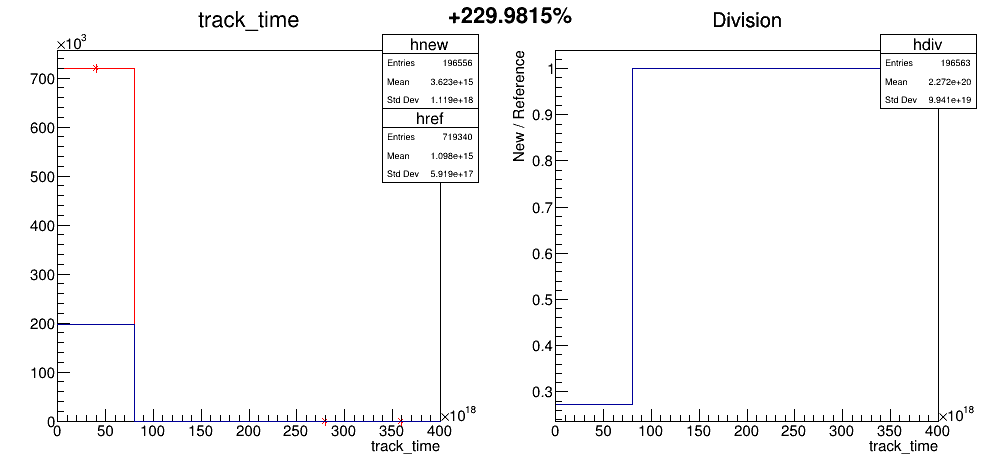 track_time
+229.9815%
Division
×10³
hnew
Entries 196556
Mean 3.623e+15
Std Dev 1.119e+18
href
Entries 719340
Mean 1.098e+15
Std Dev 5.919e+17
700
600
500
400
300
200
100
0
0 50 100 150 200 250 300 350 400
×10¹⁸
track_time
hdiv
Entries 196563
Mean 2.272e+20
Std Dev 9.941e+19
New / Reference
1
0.9
0.8
0.7
0.6
0.5
0.4
0.3
0 50 100 150 200 250 300 350 400
×10¹⁸
track_time